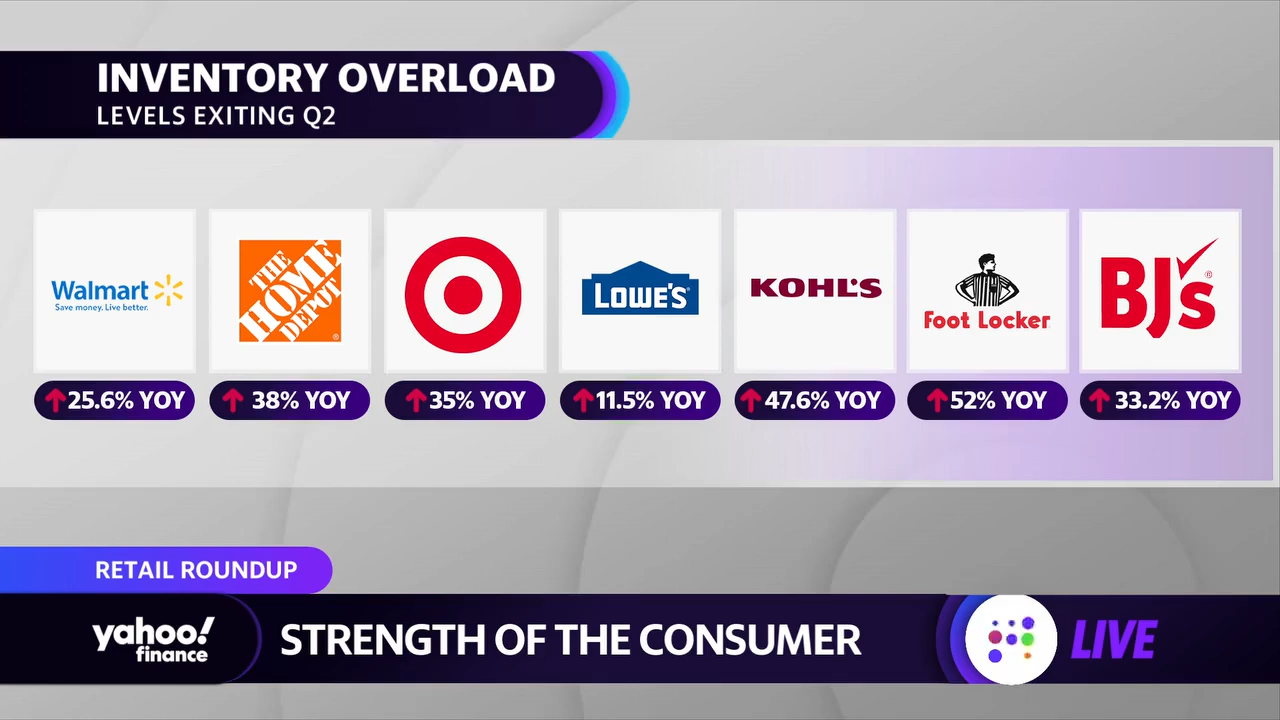 INVENTORY OVERLOAD
LEVELS EXITING Q2
Walmart
Save money. Live better.
THE
HOME
DEPOT
®
LOWE'S
KOHL'S
Foot Locker
BJ's®
25.6% YOY
38% YOY
35% YOY
11.5% YOY
47.6% YOY
52% YOY
33.2% YOY
RETAIL ROUNDUP
yahoo!
finance
STRENGTH OF THE CONSUMER
LIVE